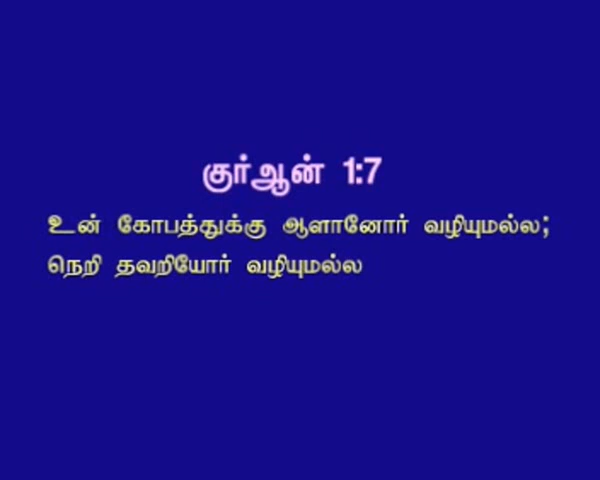 குர்ஆன் 1:7
உன் கோபத்துக்கு ஆளானோர் வழியுமல்ல;
நெறி தவறியோர் வழியுமல்ல